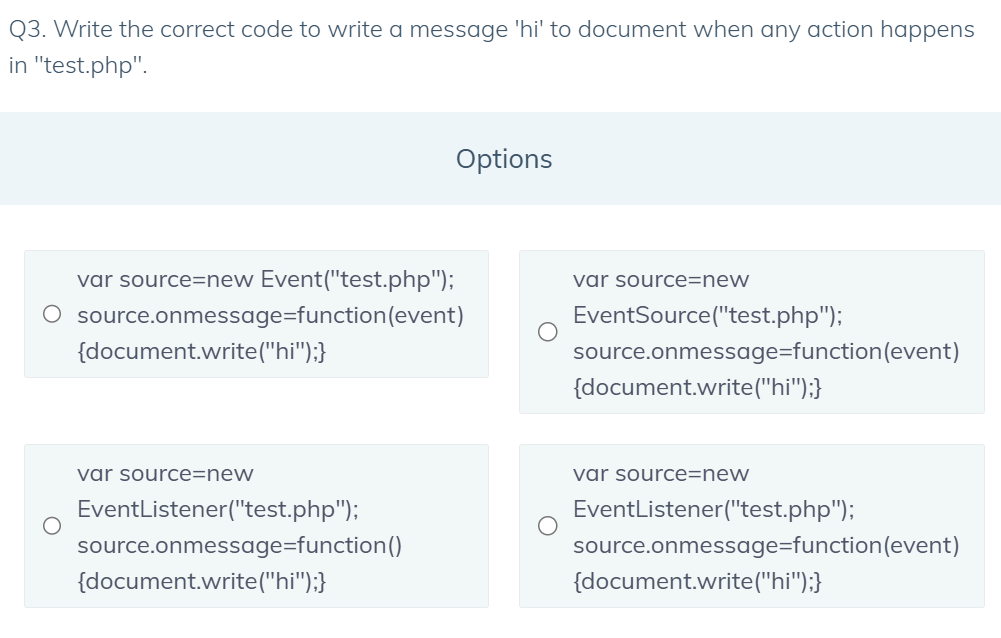 Q3. Write the correct code to write a message 'hi' to document when any action happens
in "test.php".
Options
var source=new Event("test.php");
source.onmessage=function(event)
{document.write("hi");}
var source=new
EventSource("test.php");
source.onmessage=function(event)
{document.write("hi");}
var source=new
EventListener("test.php");
source.onmessage=function()
{document.write("hi");}
var source=new
EventListener("test.php");
source.onmessage=function(event)
{document.write("hi");}